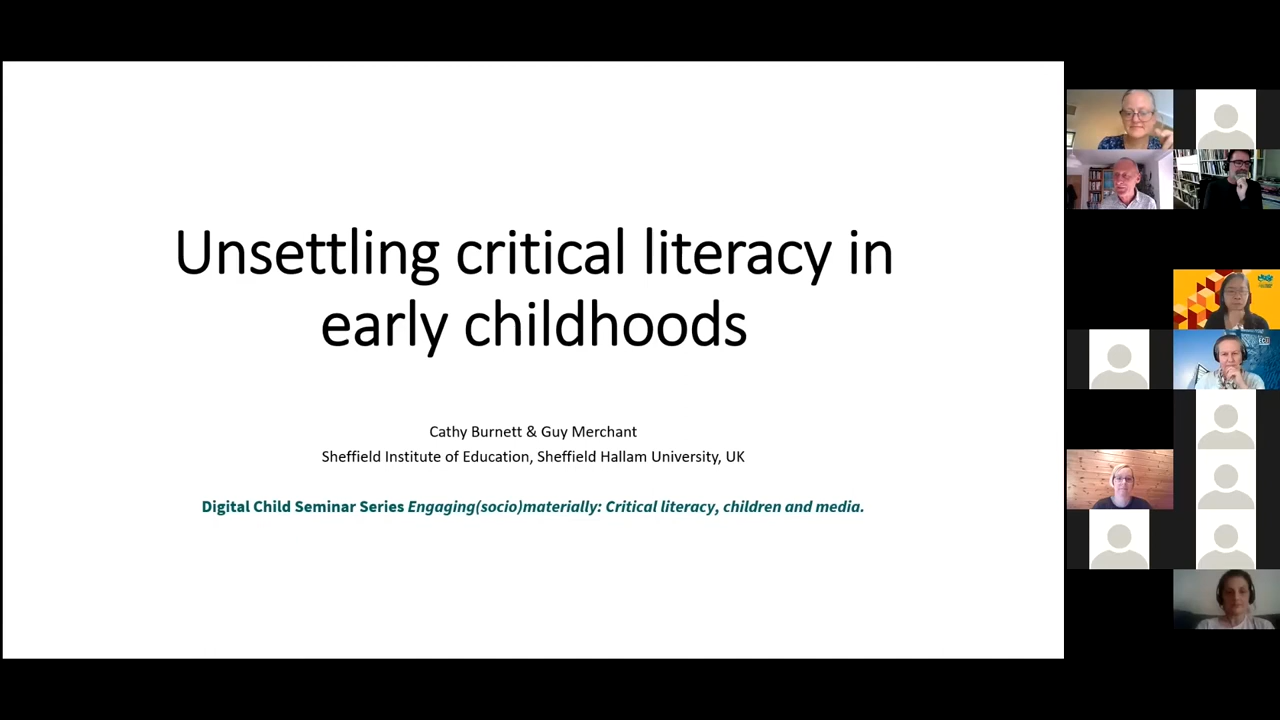 Unsettling critical literacy in
early childhoods
Cathy Burnett & Guy Merchant
Sheffield Institute of Education, Sheffield Hallam University, UK
Digital Child Seminar Series Engaging(socio)materially: Critical literacy, children and media.